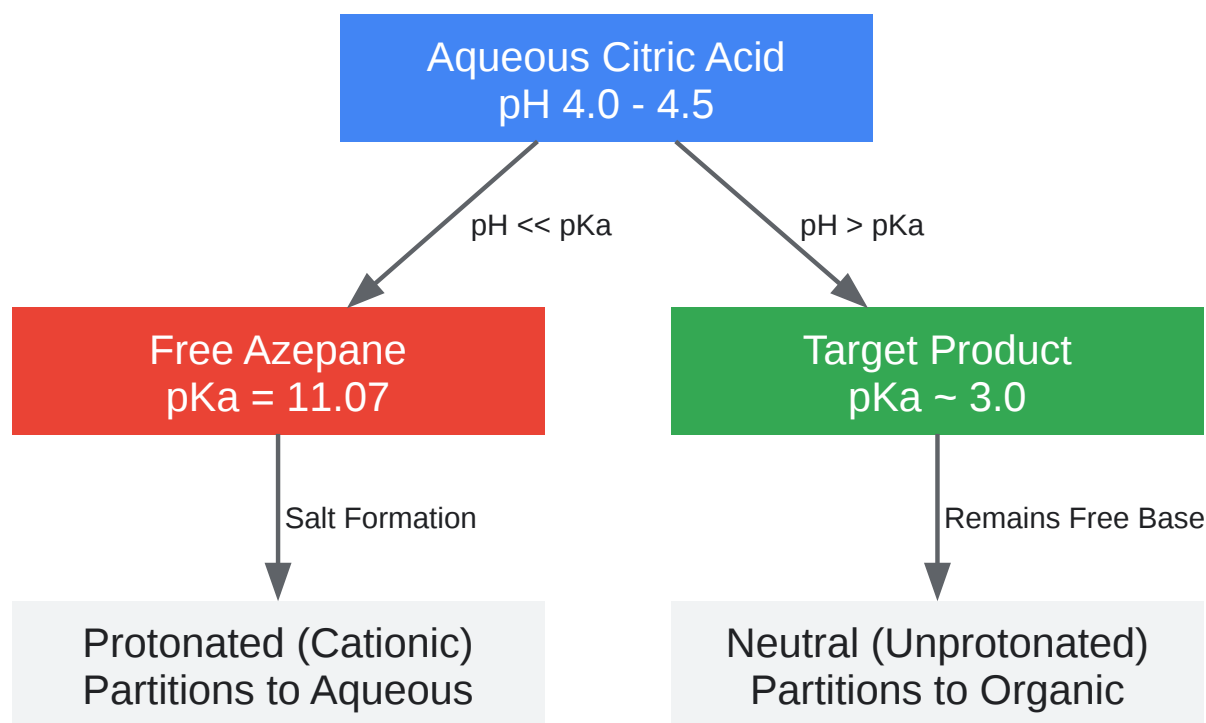 Aqueous Citric Acid
pH 4.0 - 4.5
pH << pKa
pH > pKa
Free Azepane
pKa = 11.07
Target Product
pKa ~ 3.0
Salt Formation
Remains Free Base
Protonated (Cationic)
Partitions to Aqueous
Neutral (Unprotonated)
Partitions to Organic